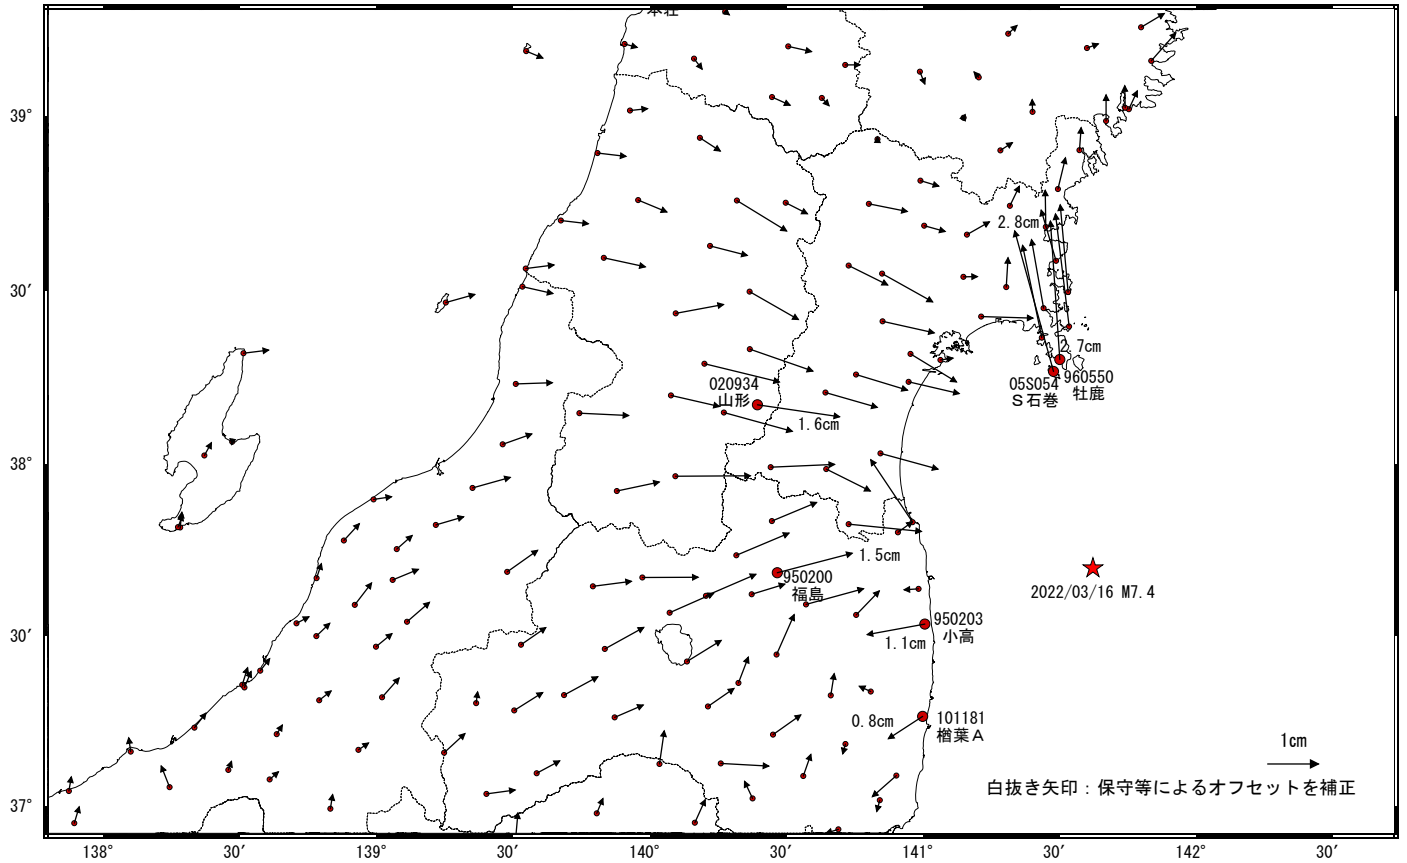 本荘
39°
2.8cm
30′
2.7cm
020934
山形
1.6cm
05S054
S石巻
960550
牡鹿
38°
1.5cm
950200
福島
2022/03/16 M7.4
950203
小高
1.1cm
30′
0.8cm
101181
楢葉A
1cm
白抜き矢印:保守等によるオフセットを補正
37°
138° 30′ 139° 30′ 140° 30′ 141° 30′ 142° 30′